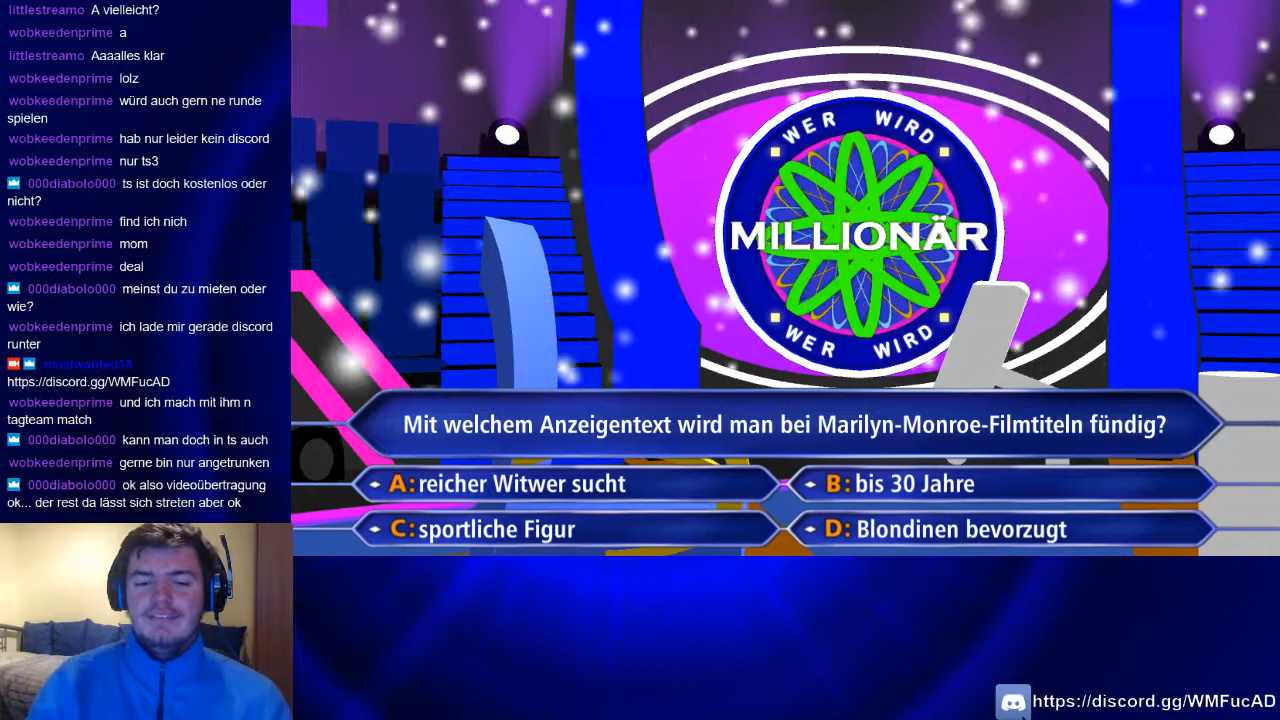 littlestreamo A vielleicht?
wobkeedenprime a
littlestreamo Aaaalles klar
wobkeedenprime lolz
wobkeedenprime würd auch gern ne runde
spielen
wobkeedenprime hab nur leider kein discord
wobkeedenprime nur ts3
000diabolo000 ts ist doch kostenlos oder
nicht?
wobkeedenprime find ich nich
wobkeedenprime mom
wobkeedenprime deal
000diabolo000 meinst du zu mieten oder
wie?
wobkeedenprime ich lade mir gerade discord
runter
mostwanted38
https://discord.gg/WMFucAD
wobkeedenprime und ich mach mit ihm n
tagteam match
000diabolo000 kann man doch in ts auch
wobkeedenprime gerne bin nur angetrunken
000diabolo000 ok also videoübertragung
ok... der rest da lässt sich streten aber ok
WER WIRD
MILLIONÄR
WER WIRD
Mit welchem Anzeigentext wird man bei Marilyn-Monroe-Filmtiteln fündig?
A: reicher Witwer sucht
B: bis 30 Jahre
C: sportliche Figur
D: Blondinen bevorzugt
https://discord.gg/WMFucAD